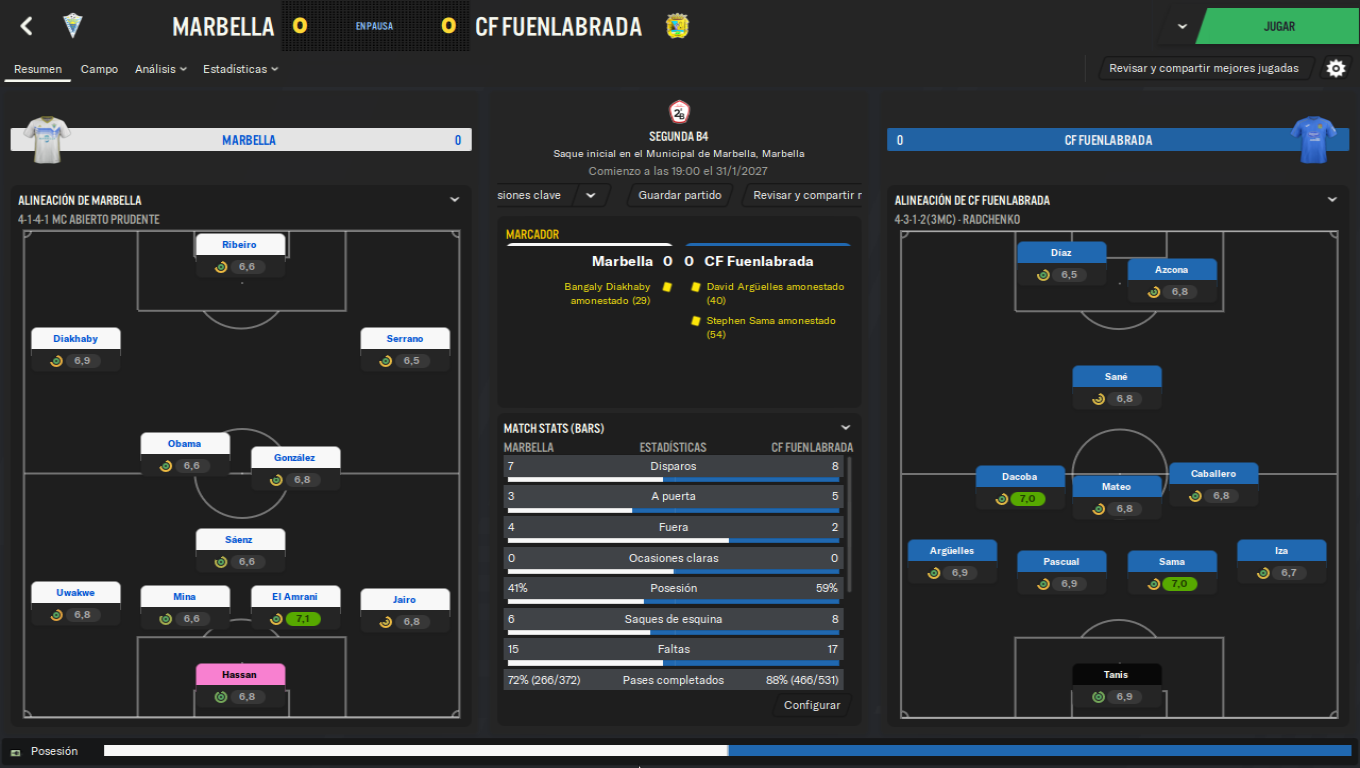 MARBELLA 0 EN PAUSA 0 CF FUENLABRADA
JUGAR
Resumen Campo Análisis Estadísticas
Revisar y compartir mejores jugadas
MARBELLA 0
2ªB
SEGUNDA B4
Saque inicial en el Municipal de Marbella, Marbella
Comienzo a las 19:00 el 31/1/2027
siones clave Guardar partido Revisar y compartir r
0 CF FUENLABRADA
ALINEACIÓN DE MARBELLA
4-1-4-1 MC ABIERTO PRUDENTE
Ribeiro
6,6
Diakhaby Serrano
6,9 6,5
Obama
6,6
González
6,8
Sáenz
6,6
Uwakwe Mina El Amrani Jairo
6,8 6,6 7,1 6,8
Hassan
6,8
MARCADOR
Marbella 0 0 CF Fuenlabrada
Bangaly Diakhaby
amonestado (29)
David Argüelles amonestado
(40)
Stephen Sama amonestado
(54)
MATCH STATS (BARS)
MARBELLA ESTADÍSTICAS CF FUENLABRADA
7 Disparos 8
3 A puerta 5
4 Fuera 2
0 Ocasiones claras 0
41% Posesión 59%
6 Saques de esquina 8
15 Faltas 17
72% (266/372) Pases completados 88% (466/531)
Configurar
ALINEACIÓN DE CF FUENLABRADA
4-3-1-2 (3MC) - RADCHENKO
Díaz
6,5
Azcona
6,8
Sané
6,8
Dacoba Mateo Caballero
7,0 6,8 6,8
Argüelles Pascual Sama Iza
6,9 6,9 7,0 6,7
Tanis
6,9
Posesión